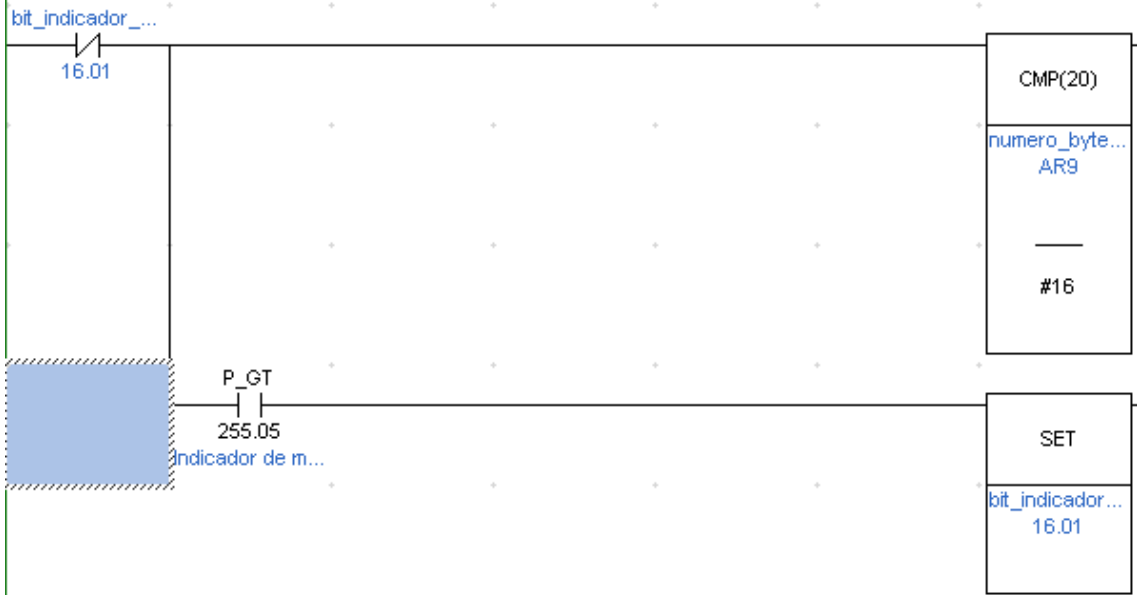 bit_indicador_...
16.01
CMP(20)
numero_byte...
AR9
#16
P_GT
255.05
Indicador de m...
SET
bit_indicador...
16.01